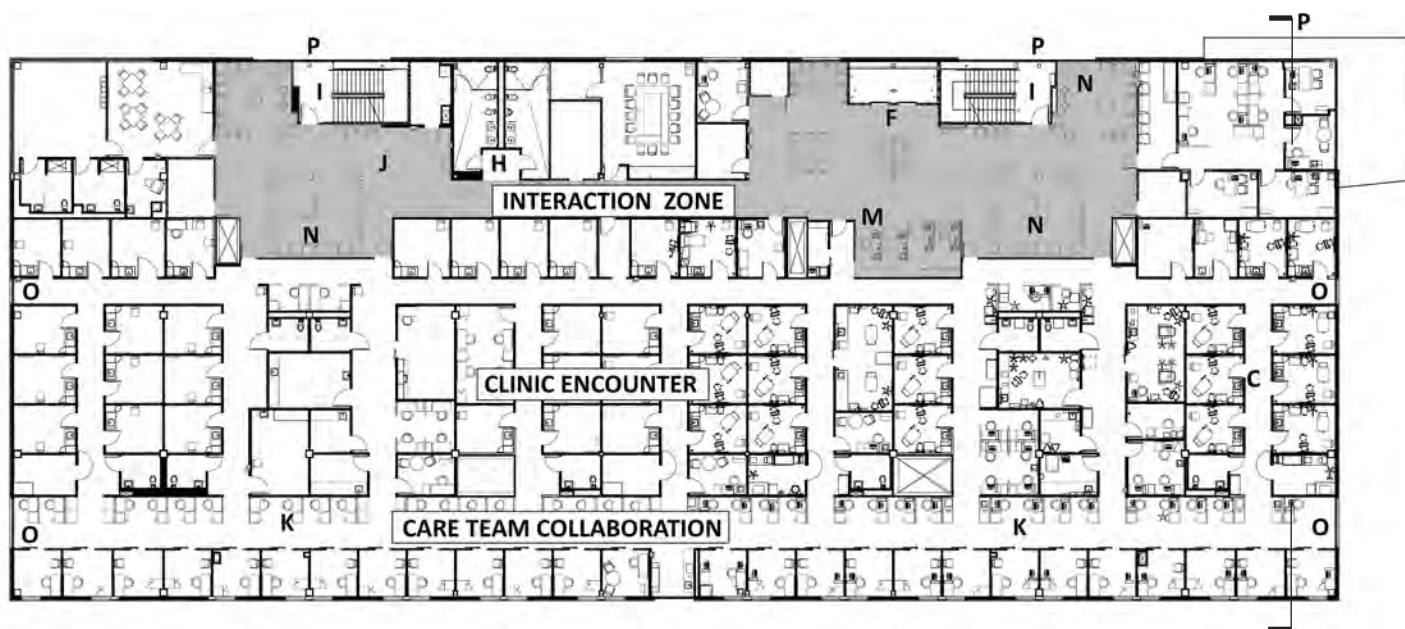 P P P
I I N
F
J H
INTERACTION ZONE
M
N N
O O
CLINIC ENCOUNTER
C
K CARE TEAM COLLABORATION K
O O